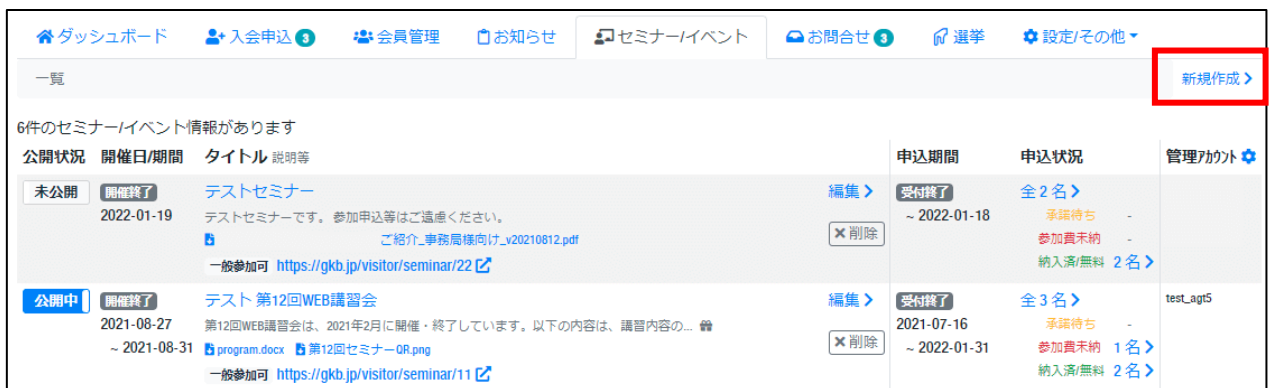 ダッシュボード 入会申込 3 会員管理 お知らせ セミナー/イベント お問合せ 3 選挙 設定/その他
一覧 新規作成
6件のセミナー/イベント情報があります
公開状況 開催日/期間 タイトル 説明等 申込期間 申込状況 管理アカウント
未公開 開催終了 テストセミナー 編集 受付終了 全2名
2022-01-19 テストセミナーです。 参加申込等はご遠慮ください。 ~ 2022-01-18 承諾待ち -
ご紹介_事務局様向け_v20210812.pdf 削除 参加費未納 -
一般参加可 https://gkb.jp/visitor/seminar/22 納入済/無料 2名
公開中 開催終了 テスト 第12回WEB講習会 編集 受付終了 全3名 test_agt5
2021-08-27 第12回WEB講習会は、2021年2月に開催・終了しています。以下の内容は、講習内容の... 2021-07-16 承諾待ち -
~ 2021-08-31 program.docx 第12回セミナーQR.png 削除 ~ 2022-01-31 参加費未納 1名
一般参加可 https://gkb.jp/visitor/seminar/11 納入済/無料 2名